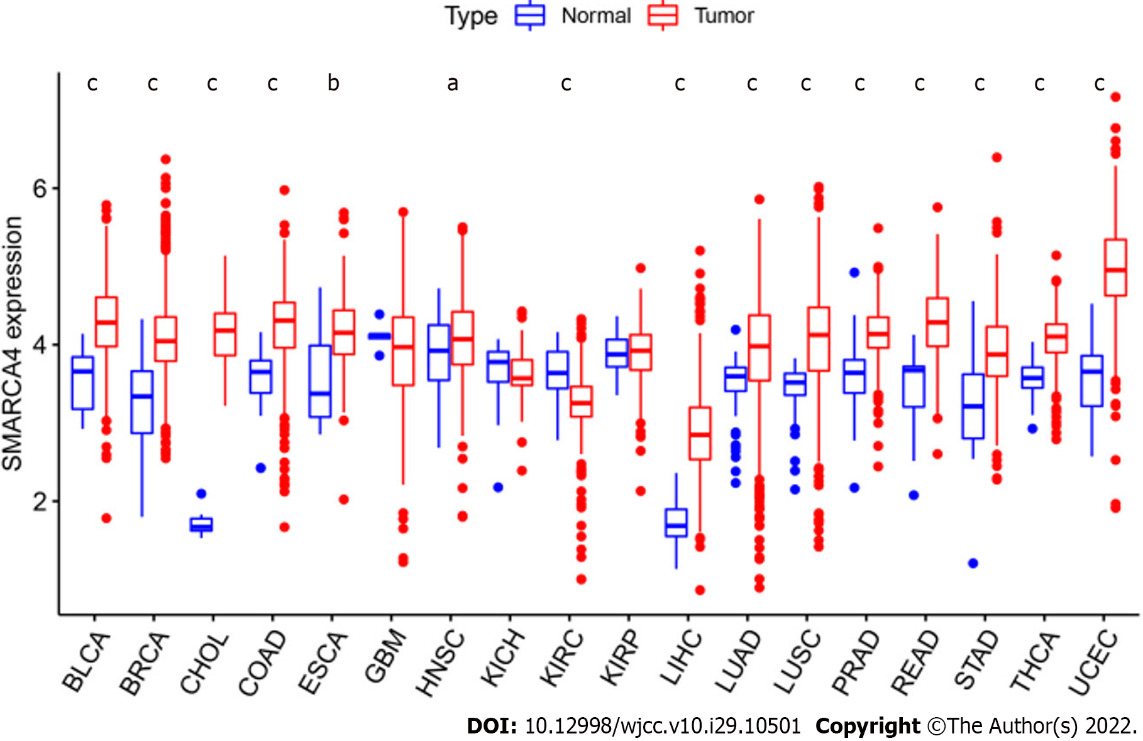 Type Normal Tumor
c c c c b a c c c c c c c c c
SMARCA4 expression
6
4
2
BLCA BRCA CHOL COAD ESCA GBM HNSC KICH KIRC KIRP LIHC LUAD LUSC PRAD READ STAD THCA UCEC
DOI: 10.12998/wjcc.v10.i29.10501 Copyright ©The Author(s) 2022.